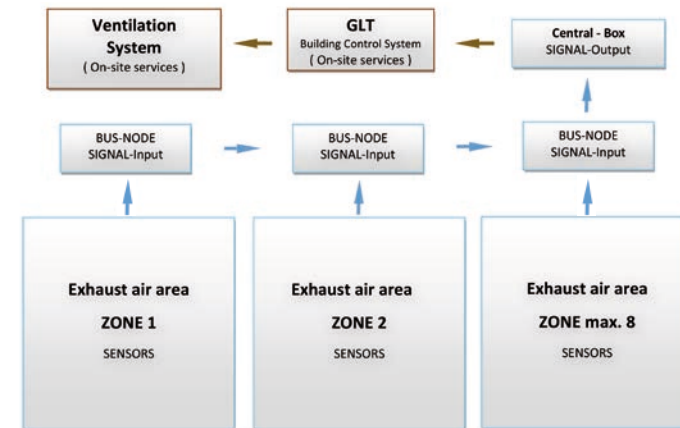 Ventilation
System
( On-site services )
GLT
Building Control System
( On-site services )
Central - Box
SIGNAL-Output
BUS-NODE
SIGNAL-Input
BUS-NODE
SIGNAL-Input
BUS-NODE
SIGNAL-Input
Exhaust air area
ZONE 1
SENSORS
Exhaust air area
ZONE 2
SENSORS
Exhaust air area
ZONE max. 8
SENSORS